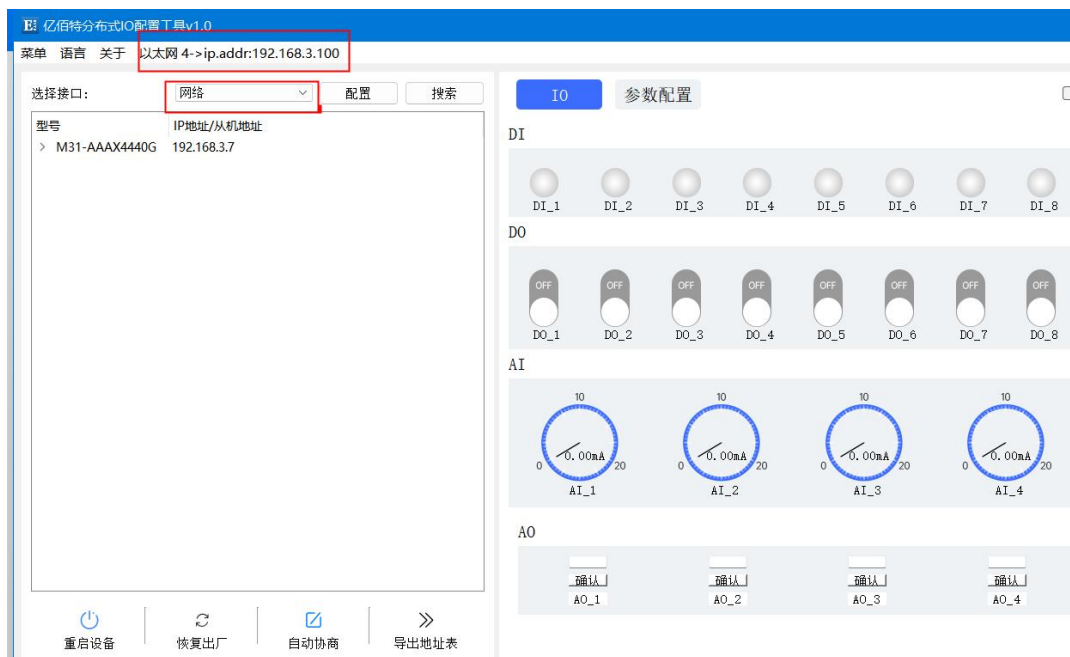 亿佰特分布式IO配置工具v1.0
菜单 语言 关于 以太网 4->ip.addr:192.168.3.100
选择接口: 网络 配置 搜索
型号 IP地址/从机地址
M31-AAAX4440G 192.168.3.7
重启设备 恢复出厂 自动协商 导出地址表
IO 参数配置
DI
DI_1 DI_2 DI_3 DI_4 DI_5 DI_6 DI_7 DI_8
DO
OFF OFF OFF OFF OFF OFF OFF OFF
DO_1 DO_2 DO_3 DO_4 DO_5 DO_6 DO_7 DO_8
AI
10 10 10 10
0.00mA 0.00mA 0.00mA 0.00mA
0 20 0 20 0 20 0 20
AI_1 AI_2 AI_3 AI_4
AO
确认 确认 确认 确认
AO_1 AO_2 AO_3 AO_4